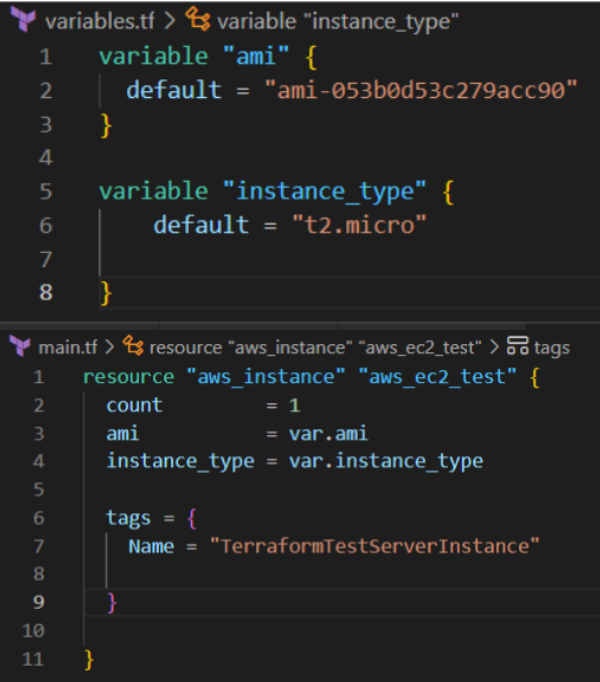 variables.tf > variable "instance_type"
1 variable "ami" {
2 default = "ami-053b0d53c279acc90"
3 }
4
5 variable "instance_type" {
6 default = "t2.micro"
7
8 }
main.tf > resource "aws_instance" "aws_ec2_test" > tags
1 resource "aws_instance" "aws_ec2_test" {
2 count = 1
3 ami = var.ami
4 instance_type = var.instance_type
5
6 tags = {
7 Name = "TerraformTestServerInstance"
8
9 }
10
11 }